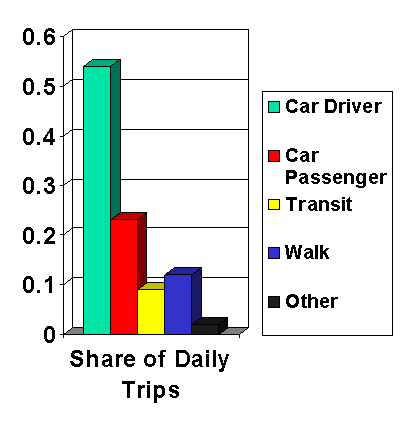 0.6
0.5
0.4
0.3
0.2
0.1
0
Share of Daily
Trips
Car Driver
Car
Passenger
Transit
Walk
Other